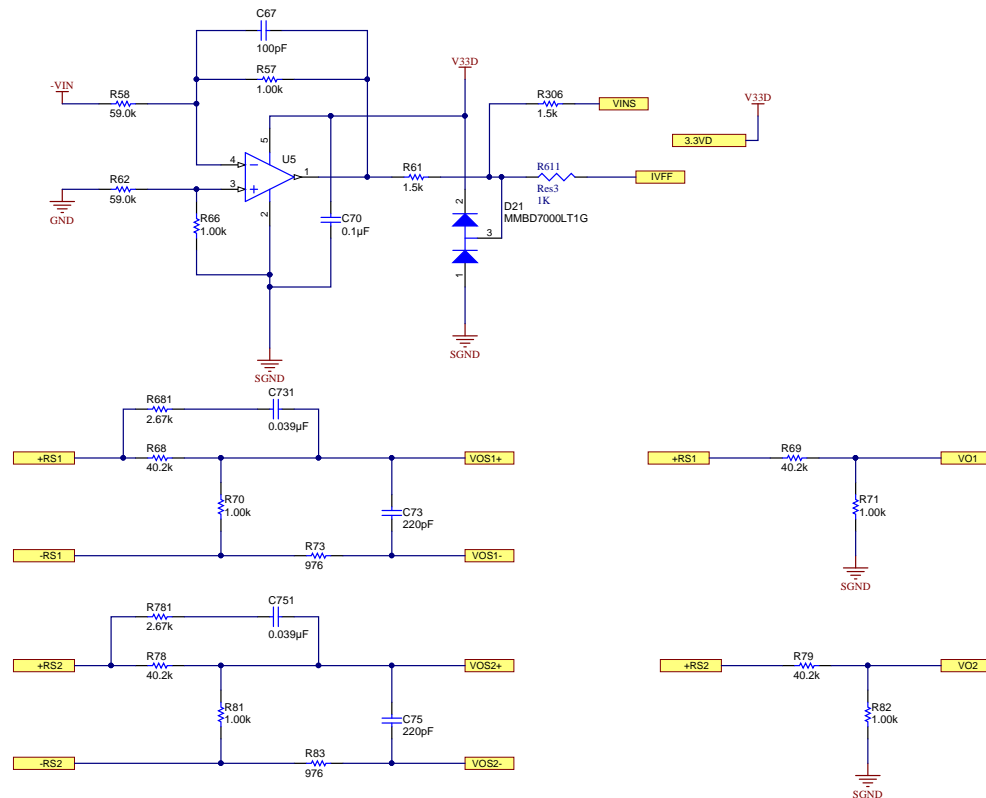 C67
100pF
R57
1.00k
-VIN
R58
59.0k
V33D
R306
1.5k
VINS
V33D
3.3VD
5
U5
4
3
1
2
R62
59.0k
GND
R66
1.00k
C70
0.1µF
R61
1.5k
R611
Res3
1K
IVFF
D21
MMBD7000LT1G
2
3
1
SGND
SGND
R681
2.67k
C731
0.039µF
+RS1
R68
40.2k
VOS1+
R70
1.00k
C73
220pF
-RS1
R73
976
VOS1-
+RS1
R69
40.2k
VO1
R71
1.00k
SGND
R781
2.67k
C751
0.039µF
+RS2
R78
40.2k
VOS2+
R81
1.00k
C75
220pF
-RS2
R83
976
VOS2-
+RS2
R79
40.2k
VO2
R82
1.00k
SGND